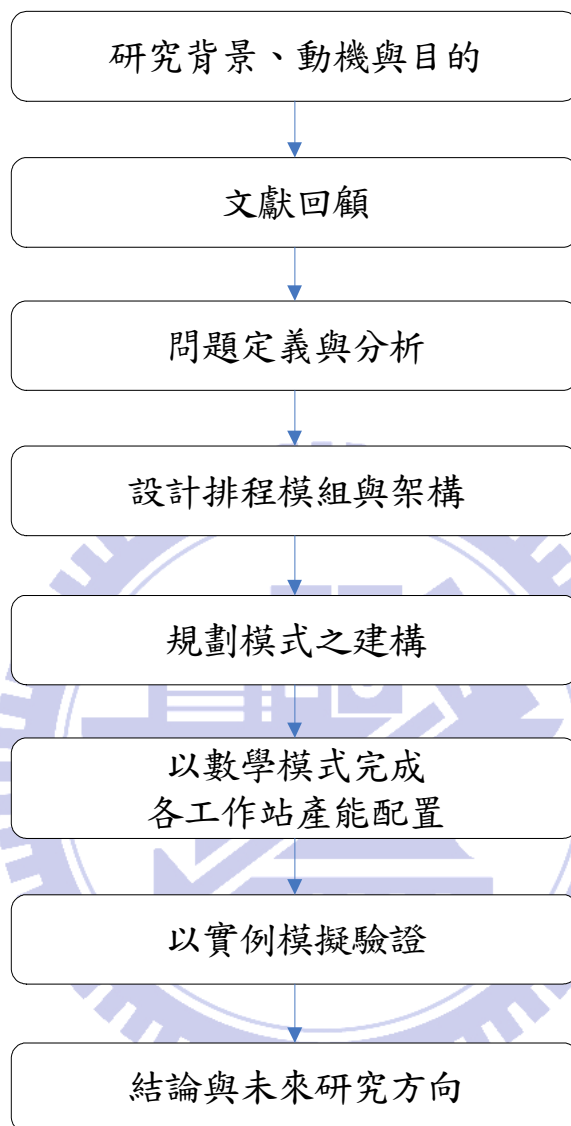 研究背景、動機與目的
文獻回顧
問題定義與分析
設計排程模組與架構
規劃模式之建構
以數學模式完成
各工作站產能配置
以實例模擬驗證
結論與未來研究方向